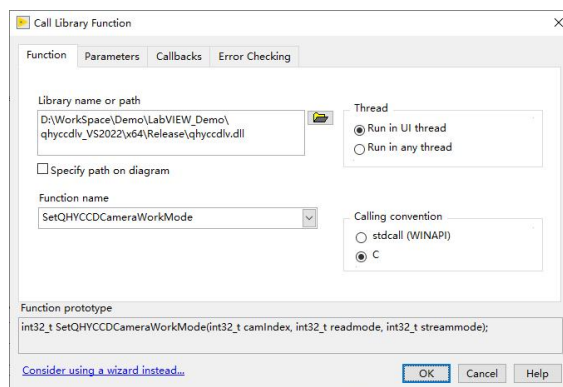 Call Library Function
Function
Parameters
Callbacks
Error Checking
Library name or path
D:\WorkSpace\Demo\LabVIEW_Demo\
qhyccdlv_VS2022\x64\Release\qhyccdlv.dll
Specify path on diagram
Function name
SetQHYCCDCameraWorkMode
Thread
Run in UI thread
Run in any thread
Calling convention
stdcall (WINAPI)
C
Function prototype
int32_t SetQHYCCDCameraWorkMode(int32_t camIndex, int32_t readmode, int32_t streammode);
Consider using a wizard instead...
OK
Cancel
Help